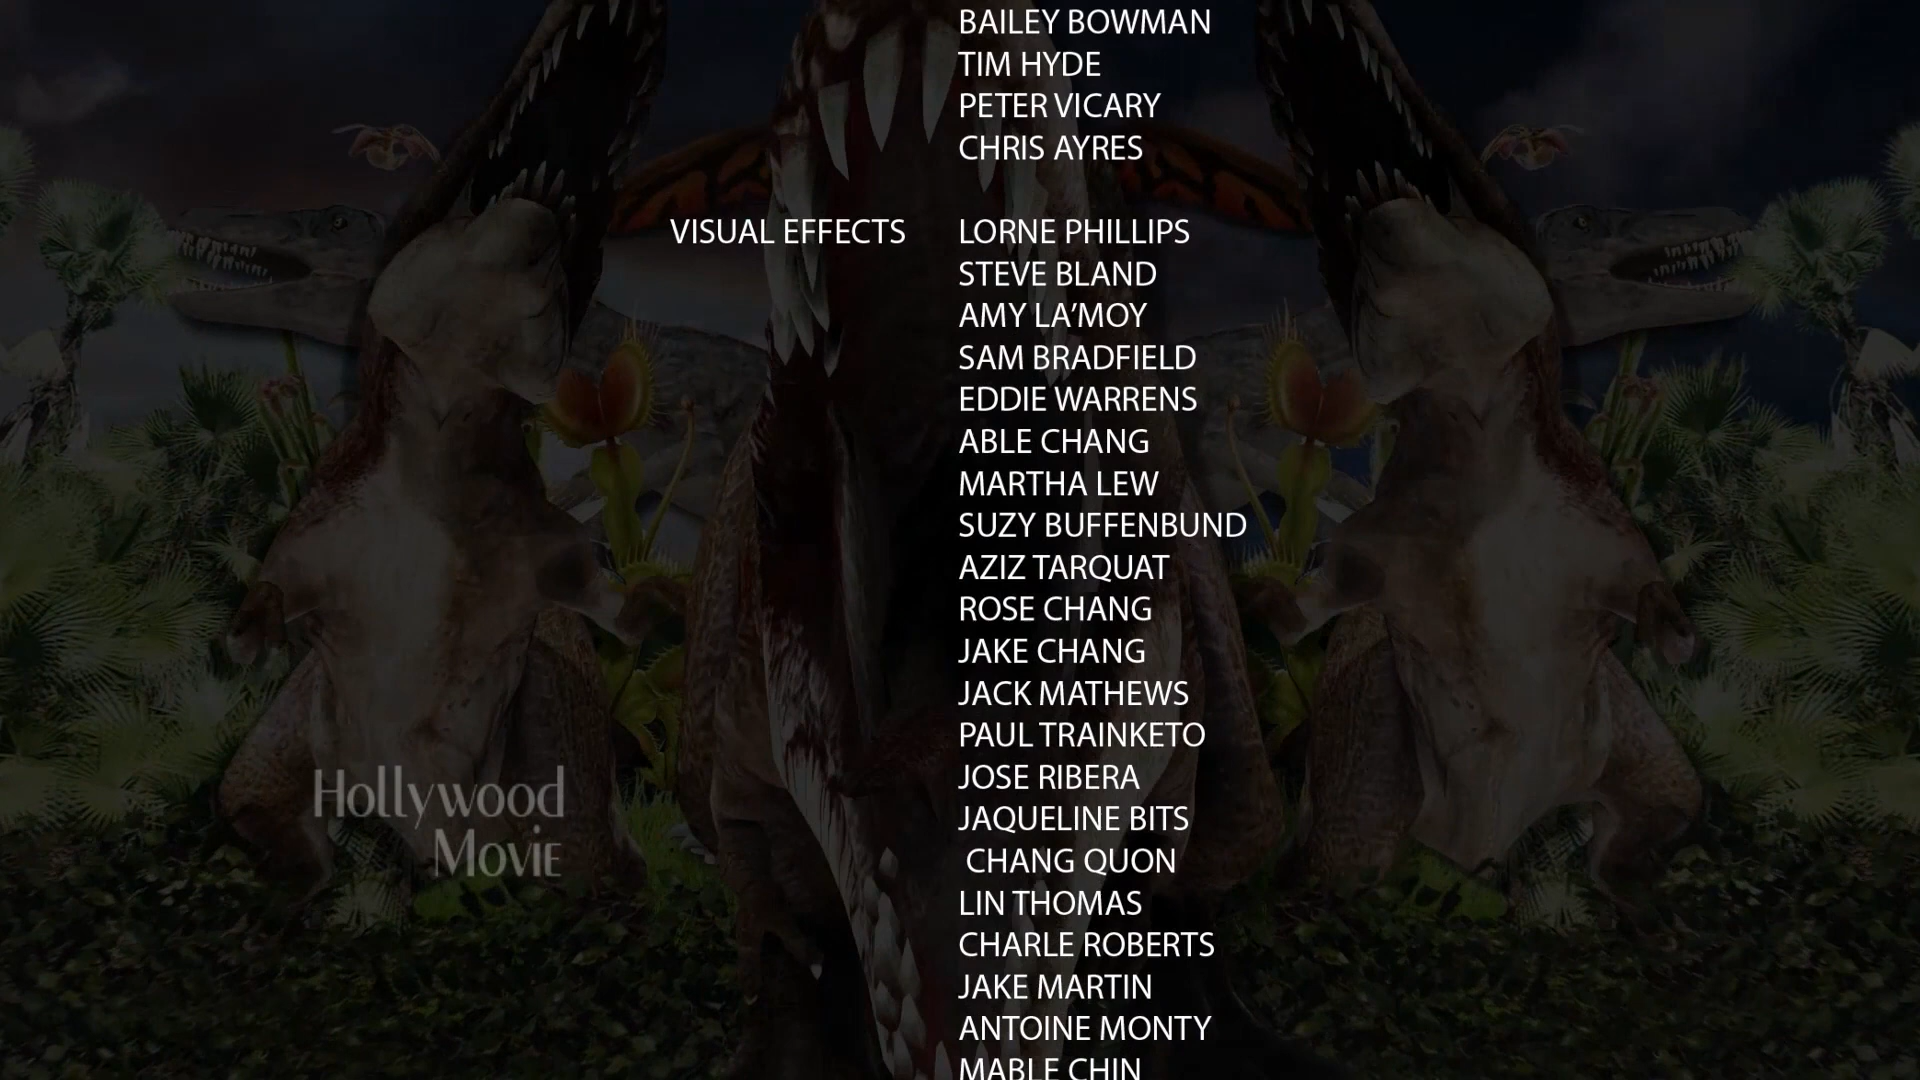 BAILEY BOWMAN
TIM HYDE
PETER VICARY
CHRIS AYRES
VISUAL EFFECTS LORNE PHILLIPS
STEVE BLAND
AMY LA’MOY
SAM BRADFIELD
EDDIE WARRENS
ABLE CHANG
MARTHA LEW
SUZY BUFFENBUND
AZIZ TARQUAT
ROSE CHANG
JAKE CHANG
JACK MATHEWS
PAUL TRAINKETO
JOSE RIBERA
JAQUELINE BITS
CHANG QUON
LIN THOMAS
CHARLE ROBERTS
JAKE MARTIN
ANTOINE MONTY
MABLE CHIN
Hollywood
Movie